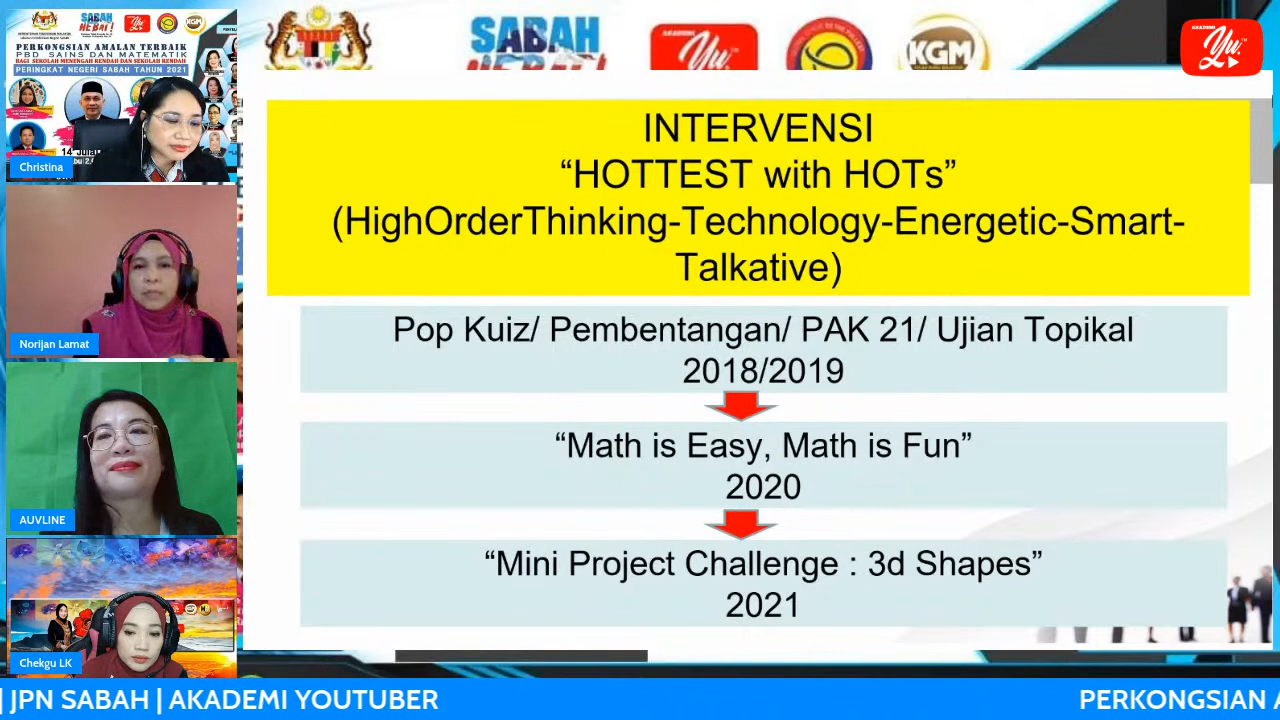 SABAH
HEBAT
AKADEMI
Yu
KGM
PERKONGSIAN AMALAN TERBAIK
PBD SAINS DAN MATEMATIK
BAGI SEKOLAH MENENGAH RENDAH DAN SEKOLAH RENDAH
PERINGKAT NEGERI SABAH TAHUN 2021
Christina
Norijan Lamat
AUVLINE
Chekgu LK
INTERVENSI
“HOTTEST with HOTs”
(HighOrderThinking-Technology-Energetic-Smart-
Talkative)
Pop Kuiz/ Pembentangan/ PAK 21/ Ujian Topikal
2018/2019
“Math is Easy, Math is Fun”
2020
“Mini Project Challenge : 3d Shapes”
2021
| JPN SABAH | AKADEMI YOUTUBER
PERKONGSIAN A